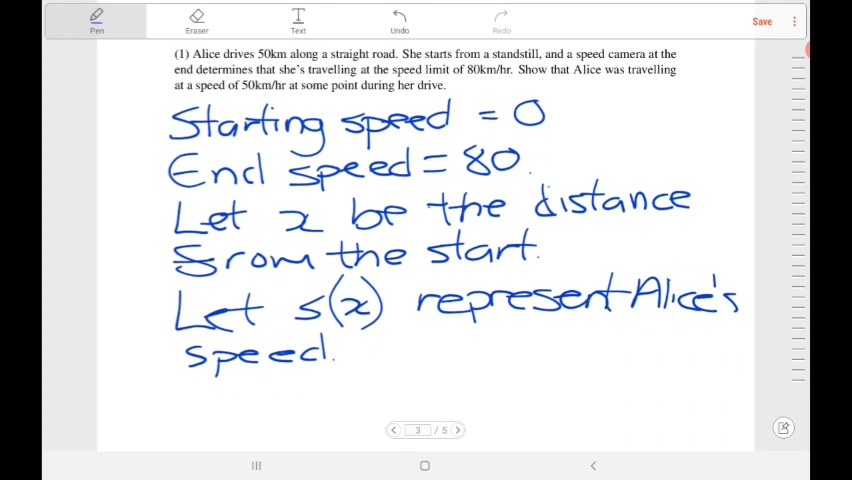 Pen Eraser Text Undo Redo Save
(1) Alice drives 50km along a straight road. She starts from a standstill, and a speed camera at the
end determines that she's travelling at the speed limit of 80km/hr. Show that Alice was travelling
at a speed of 50km/hr at some point during her drive.
Starting speed = 0
End speed = 80.
Let x be the distance
from the start.
Let s(x) represent Alice's
speed.
3 / 5